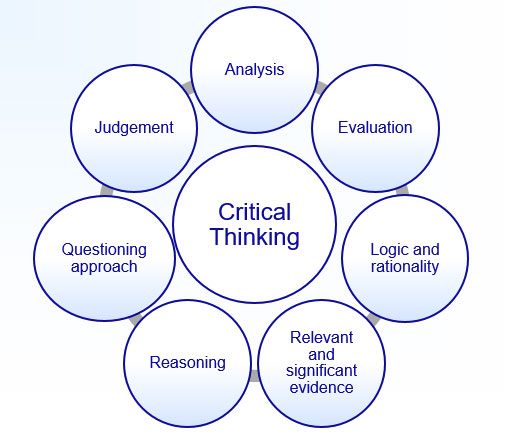 Analysis
Evaluation
Logic and
rationality
Relevant
and
significant
evidence
Reasoning
Questioning
approach
Judgement
Critical
Thinking